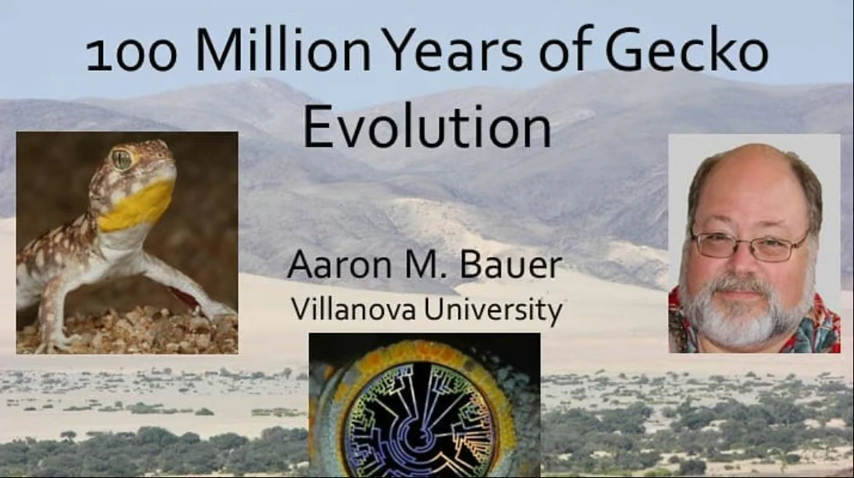 100 Million Years of Gecko
Evolution
Aaron M. Bauer
Villanova University